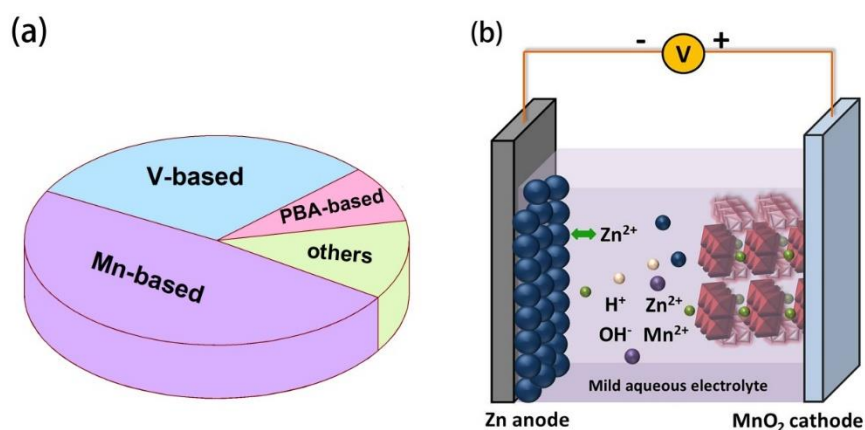 (a)
V-based
PBA-based
others
Mn-based
(b)
- V +
Zn²⁺
H⁺ Zn²⁺
OH⁻ Mn²⁺
Mild aqueous electrolyte
Zn anode MnO₂ cathode